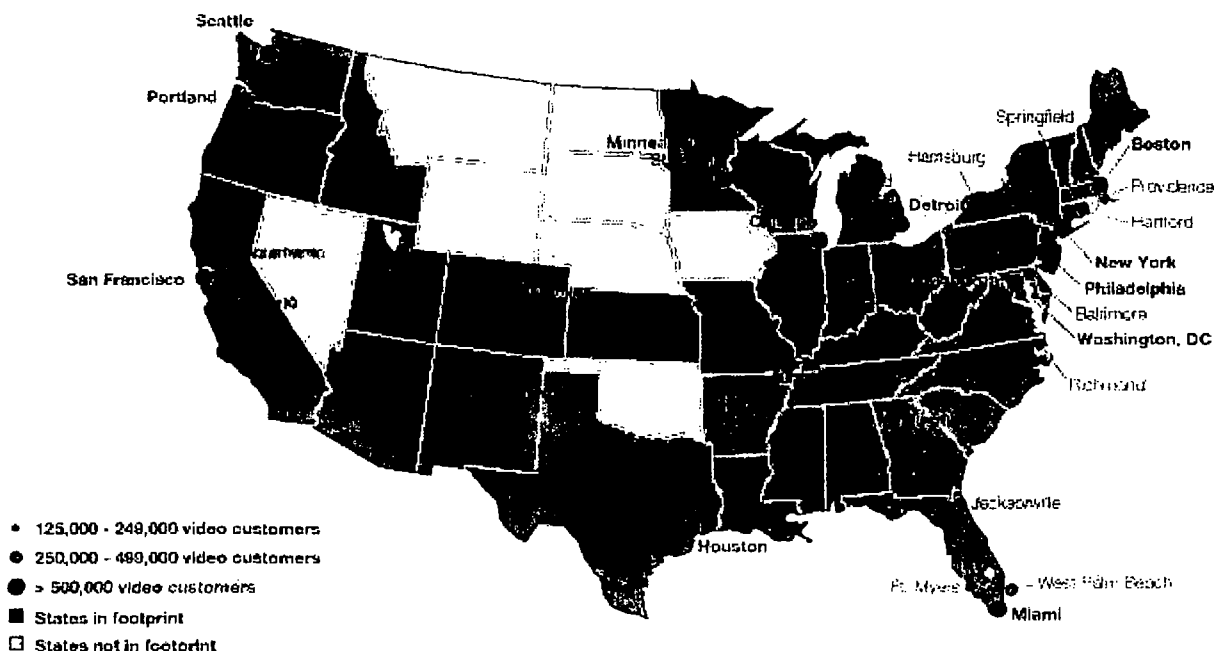 Seattle
Portland
Springfield
Boston
Harrisburg
Providence
Detroit
Hartford
New York
San Francisco
Philadelphia
Baltimore
Washington, DC
Richmond
Jacksonville
Houston
Ft. Myers
West Palm Beach
Miami
• 125,000 - 249,000 video customers
● 250,000 - 499,000 video customers
● > 500,000 video customers
■ States in footprint
□ States not in footprint